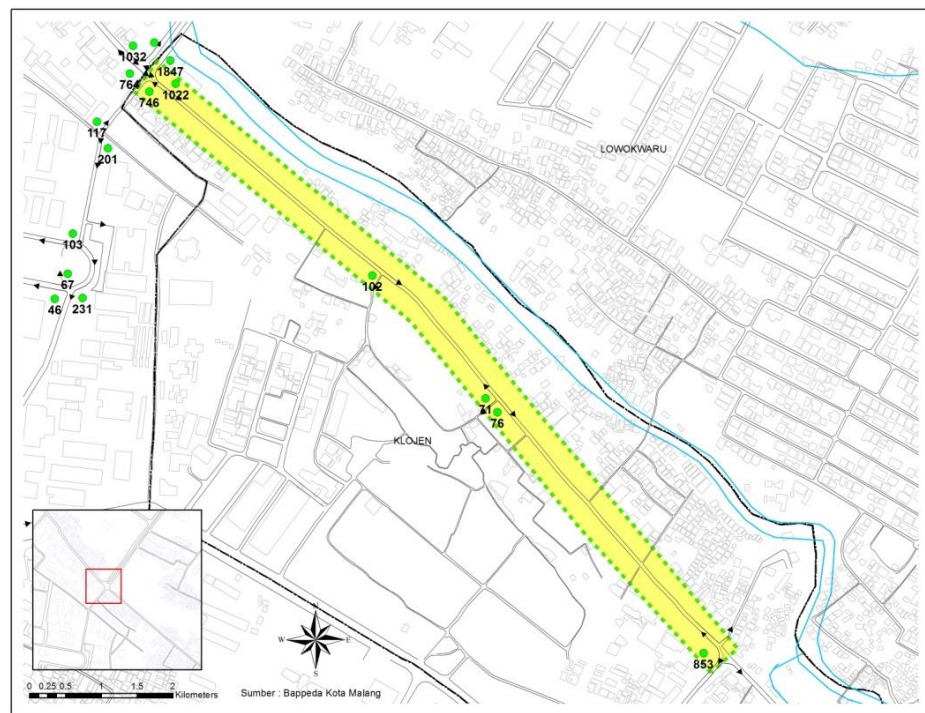 1032
1847
764
746
1022
117
201
LOWOKWARU
103
67
102
46
231
71
76
KLOJEN
N
W
E
S
853
0 0.25 0.5 1 1.5 2
Kilometers
Sumber : Bappeda Kota Malang